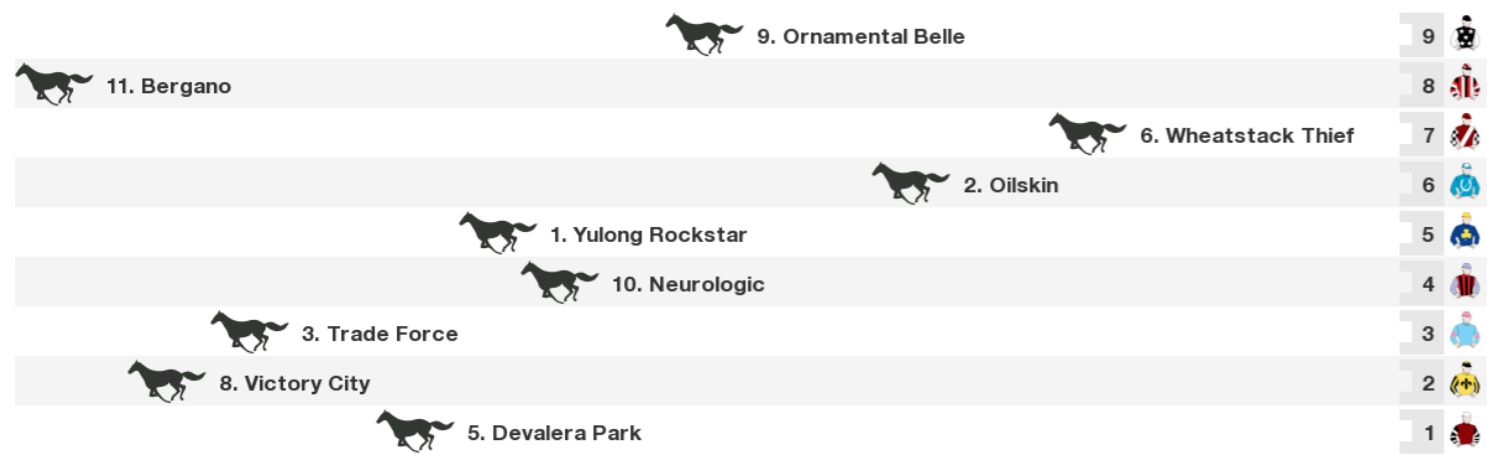 9. Ornamental Belle 9
11. Bergano 8
6. Wheatstack Thief 7
2. Oilskin 6
1. Yulong Rockstar 5
10. Neurologic 4
3. Trade Force 3
8. Victory City 2
5. Devalera Park 1